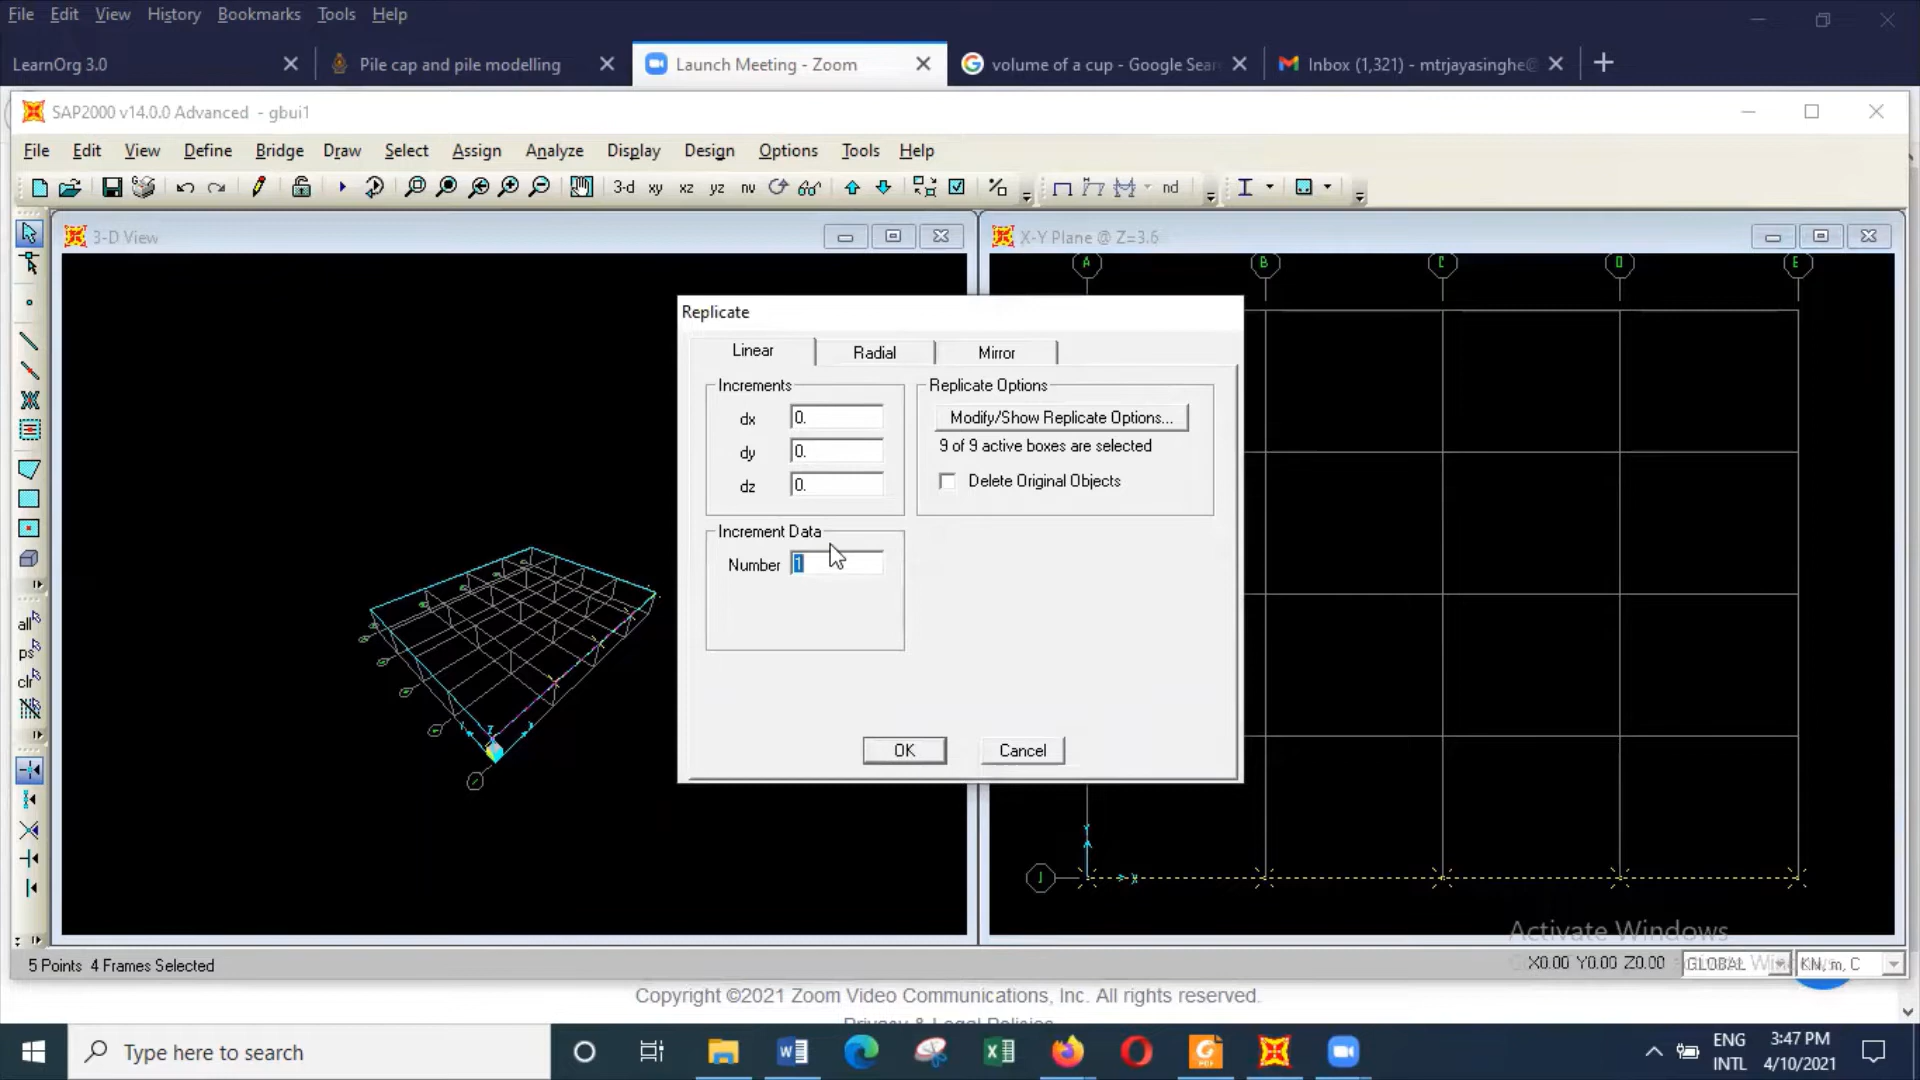 File Edit View History Bookmarks Tools Help
LearnOrg 3.0
Pile cap and pile modelling
Launch Meeting - Zoom
volume of a cup - Google Sear
Inbox (1,321) - mtrjayasinghe@
SAP2000 v14.0.0 Advanced - gbui1
File Edit View Define Bridge Draw Select Assign Analyze Display Design Options Tools Help
3-d xy xz yz nv nd
3-D View
X-Y Plane @ Z=3.6
A B C D E
Replicate
Linear Radial Mirror
Increments
dx 0.
dy 0.
dz 0.
Replicate Options
Modify/Show Replicate Options...
9 of 9 active boxes are selected
Delete Original Objects
Increment Data
Number 1
OK Cancel
all
ps
clr
Z
Y
X
Activate Windows
5 Points 4 Frames Selected
X0.00 Y0.00 Z0.00
GLOBAL
KN, m, C
Copyright ©2021 Zoom Video Communications, Inc. All rights reserved.
Privacy & Legal Policies
Type here to search
ENG
INTL
3:47 PM
4/10/2021